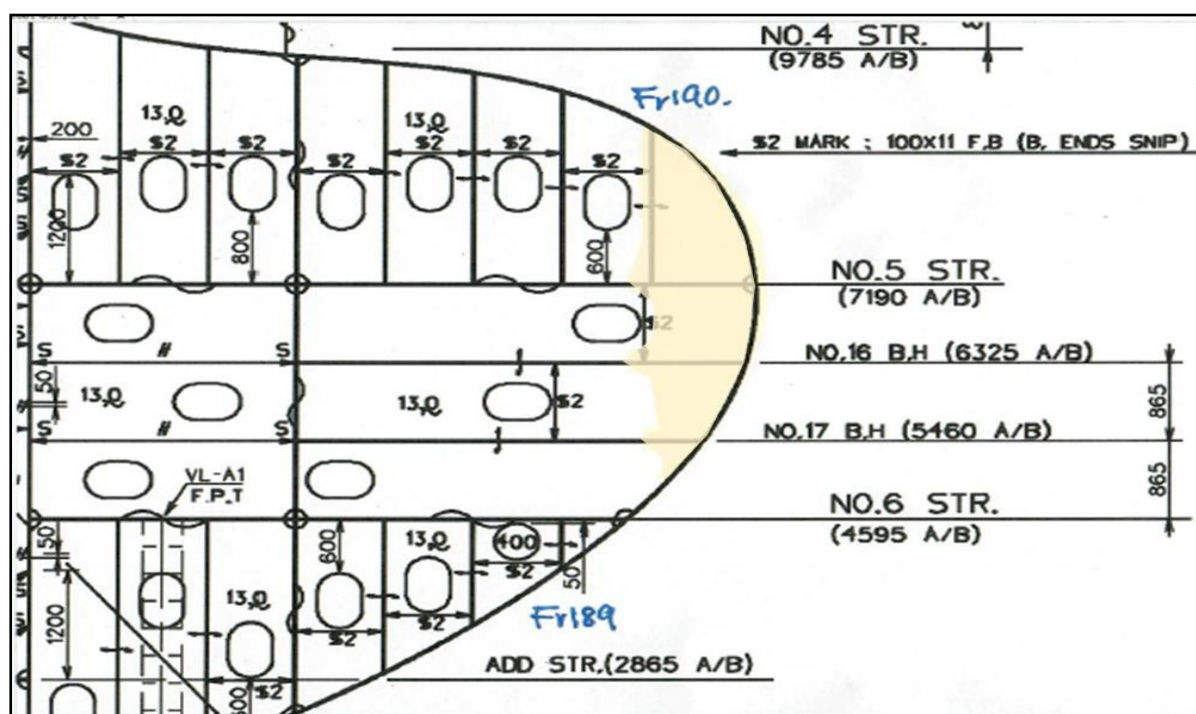 NO.4 STR.
(9785 A/B)
Fr190.
13.0
13.0
200
S2
S2
S2
S2
S2
S2
S2
S2 MARK ; 100X11 F.B (B. ENDS SNIP)
1200
800
600
NO.5 STR.
(7190 A/B)
S2
S
S
NO.16 B.H (6325 A/B)
50
13.0
13.0
S2
865
S
S
NO.17 B.H (5460 A/B)
VL-A1
F.P.T
865
NO.6 STR.
(4595 A/B)
50
600
13.0
400
S2
50
1200
13.0
S2
S2
Fr189
ADD STR.(2865 A/B)
S2